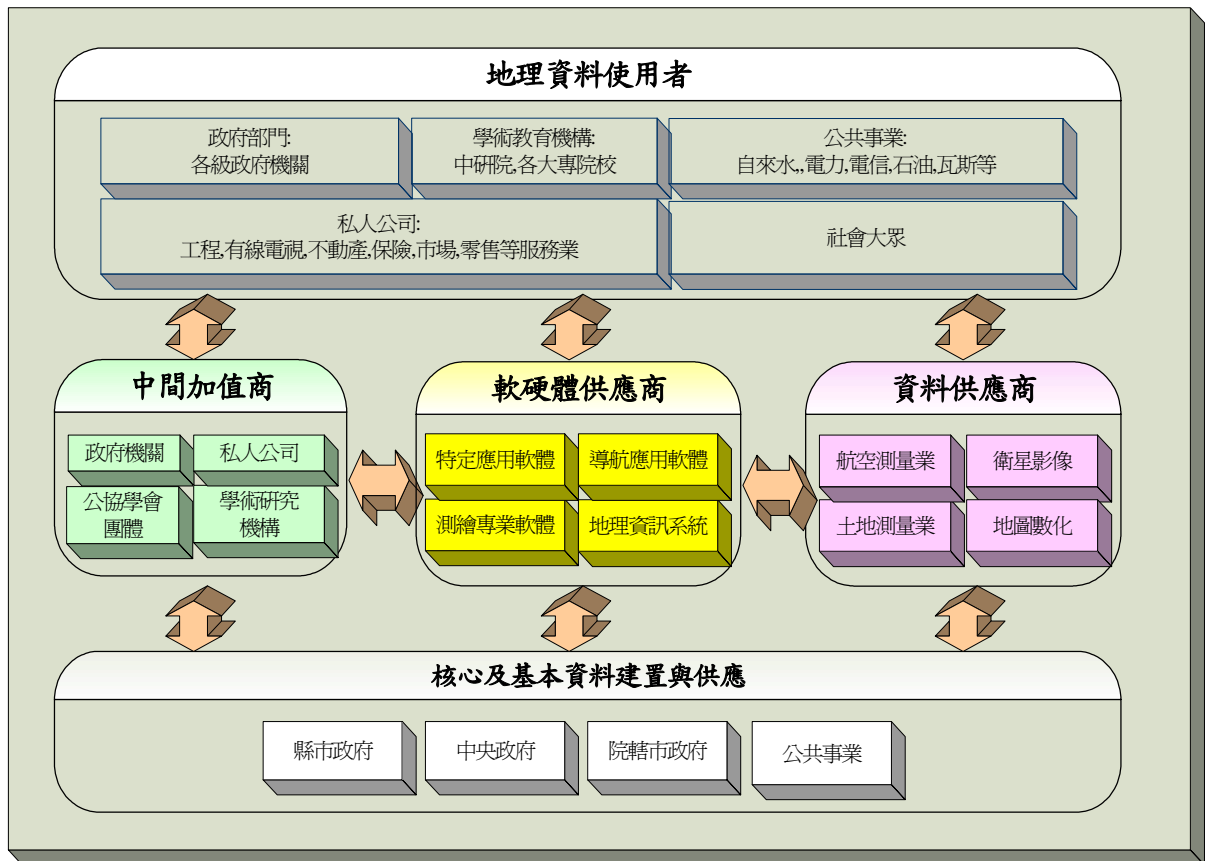 地理資料使用者
政府部門:
各級政府機關
學術教育機構:
中研院,各大專院校
公共事業:
自來水,,電力,電信,石油,瓦斯等
私人公司:
工程,有線電視,不動產,保險,市場,零售等服務業
社會大眾
中間加值商
政府機關
私人公司
公協學會
團體
學術研究
機構
軟硬體供應商
特定應用軟體
導航應用軟體
測繪專業軟體
地理資訊系統
資料供應商
航空測量業
衛星影像
土地測量業
地圖數化
核心及基本資料建置與供應
縣市政府
中央政府
院轄市政府
公共事業